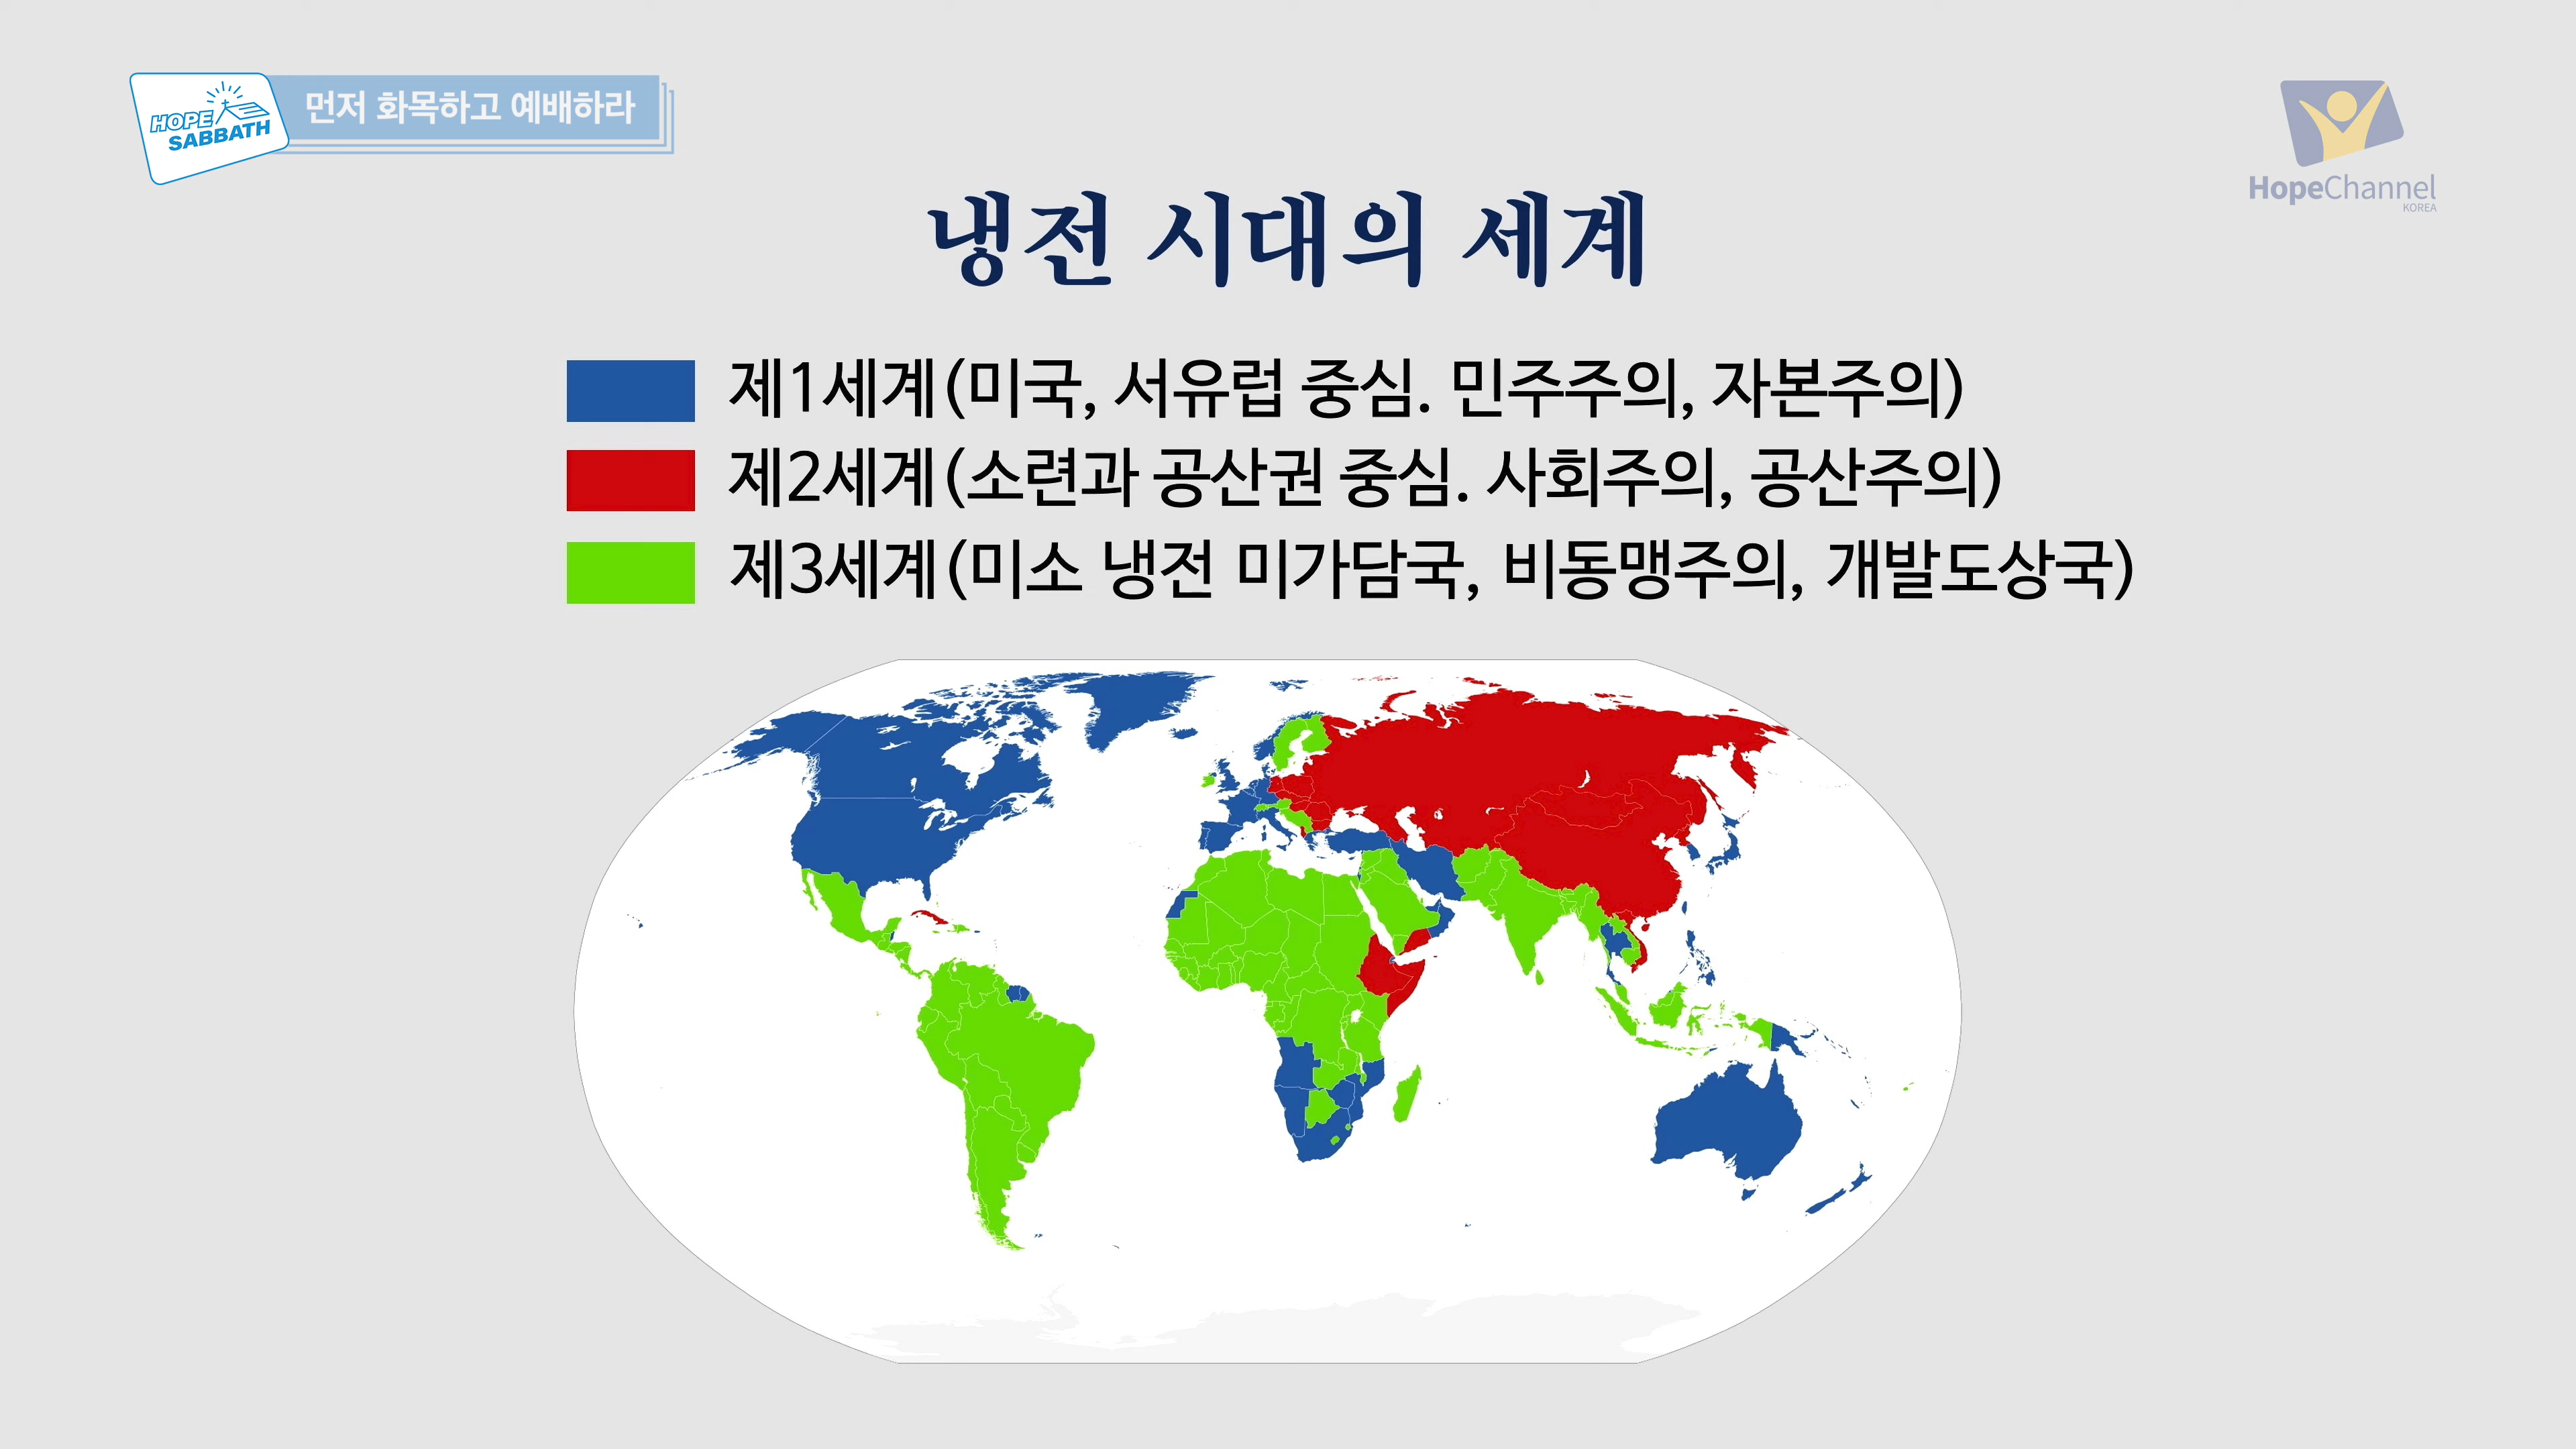 HOPE
SABBATH
먼저 화목하고 예배하라
HopeChannel
KOREA
냉전 시대의 세계
제1세계(미국, 서유럽 중심. 민주주의, 자본주의)
제2세계(소련과 공산권 중심. 사회주의, 공산주의)
제3세계(미소 냉전 미가담국, 비동맹주의, 개발도상국)